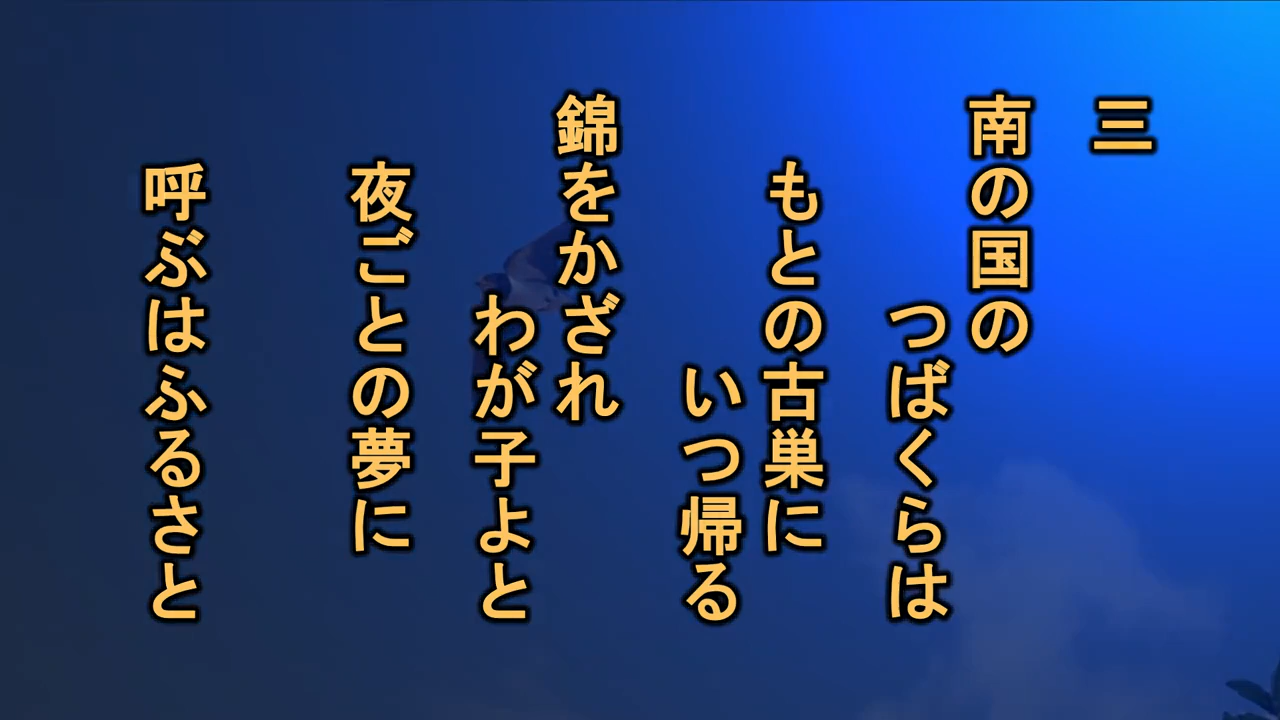 三
南の国の
つばくらは
もとの古巣に
いつ帰る
錦をかざれ
わが子よと
夜ごとの夢に
呼ぶはふるさと